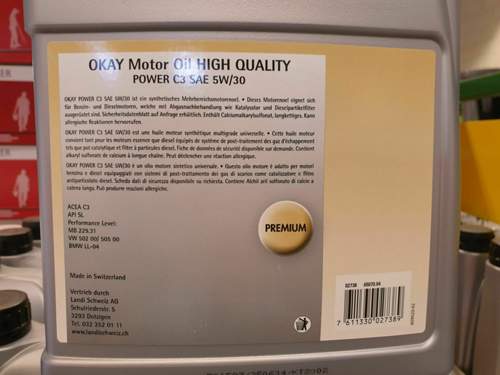 OKAY Motor Oil HIGH QUALITY
POWER C3 SAE 5W/30
OKAY POWER C3 SAE 5W/30 ist ein synthetisches Mehrbereichsmotorenoel. • Dieses Motorenoel eignet sich
für Benzin- und Dieselmotoren, welche mit Abgasnachbehandlung wie Katalysator und Dieselpartikelfilter
ausgerüstet sind. Sicherheitsdatenblatt auf Anfrage erhältlich. Enthält Calciumalkarylsulfonat, langkettiges. Kann
allergische Reaktionen hervorrufen.
OKAY POWER C3 SAE 5W/30 est une huile moteur synthétique multigrade universelle. • Cette huile moteur
convient tant pour les moteurs essence que diesel équipés de système de post-traitement des gaz d'échappement
tels que pot catalytique et filtre à particules diesel. Fiche de données de sécurité disponible sur demande. Contient
alkaryl sulfonate de calcium à longue chaîne. Peut déclencher une réaction allergique.
OKAY POWER C3 SAE 5W/30 è un olio motore sintetico universale. • Questo olio motore è adatto per motori
benzina e diesel equipaggiati con sistemi di post-trattamento dei gas di scarico come catalizzatore e filtro
antiparticolato diesel. Scheda dati di sicurezza disponibile su richiesta. Contiene Alchil aril solfonato di calcio a
catena lunga. Può produrre reazioni allergiche.
ACEA C3
API SL
Performance Level:
MB 229.31
VW 502 00/ 505 00
BMW LL-04
PREMIUM
Made in Switzerland
Vertrieb durch
Landi Schweiz AG
Schulriederstr. 5
3293 Dotzigen
Tel. 032 352 01 11
www.landischweiz.ch
02738
7 611330 027389